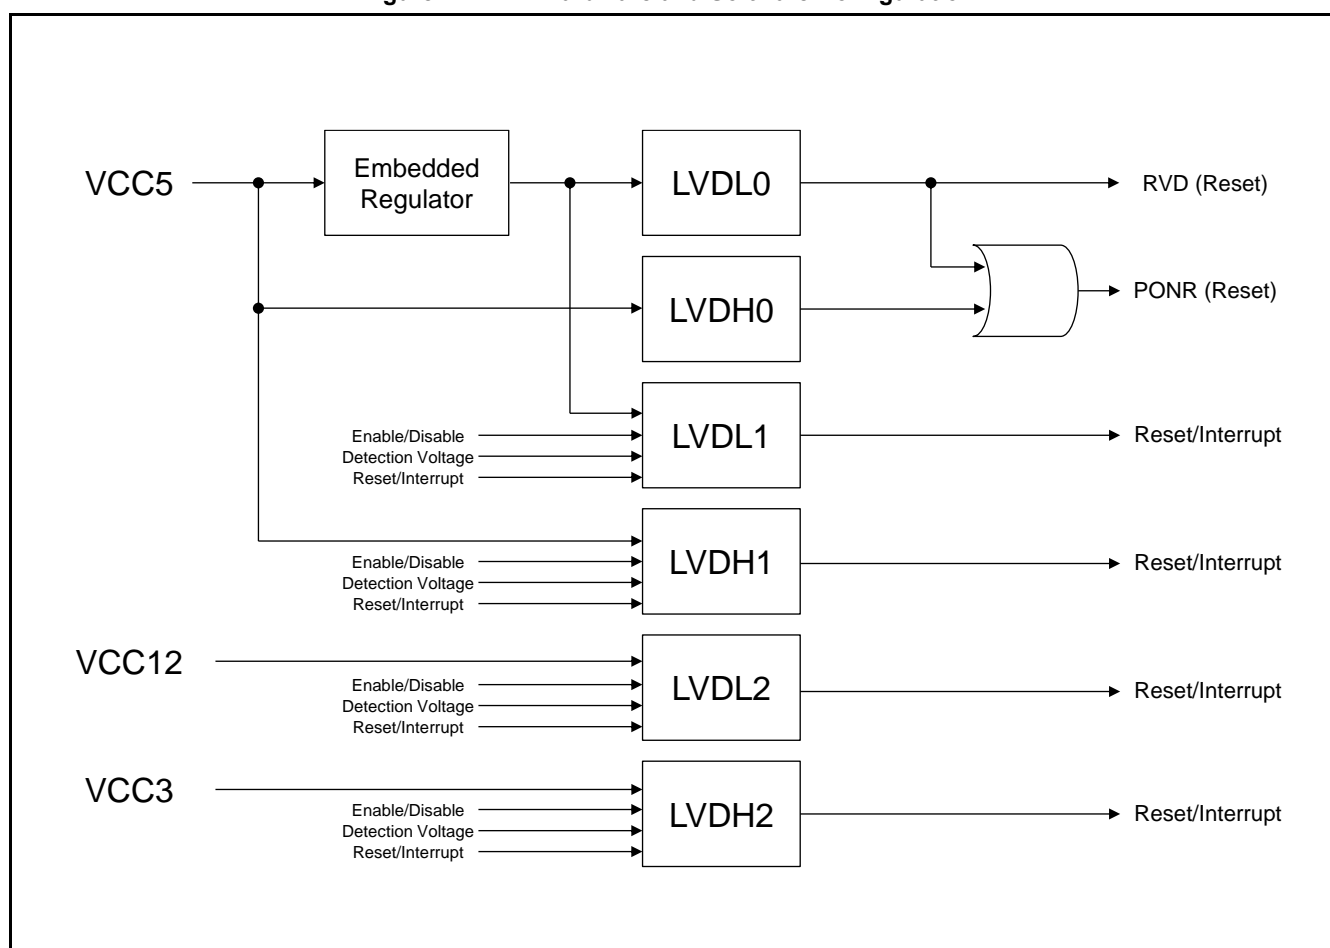 VCC5
Embedded
Regulator
LVDL0
RVD (Reset)
LVDH0
PONR (Reset)
Enable/Disable
Detection Voltage
Reset/Interrupt
LVDL1
Reset/Interrupt
Enable/Disable
Detection Voltage
Reset/Interrupt
LVDH1
Reset/Interrupt
VCC12
Enable/Disable
Detection Voltage
Reset/Interrupt
LVDL2
Reset/Interrupt
VCC3
Enable/Disable
Detection Voltage
Reset/Interrupt
LVDH2
Reset/Interrupt